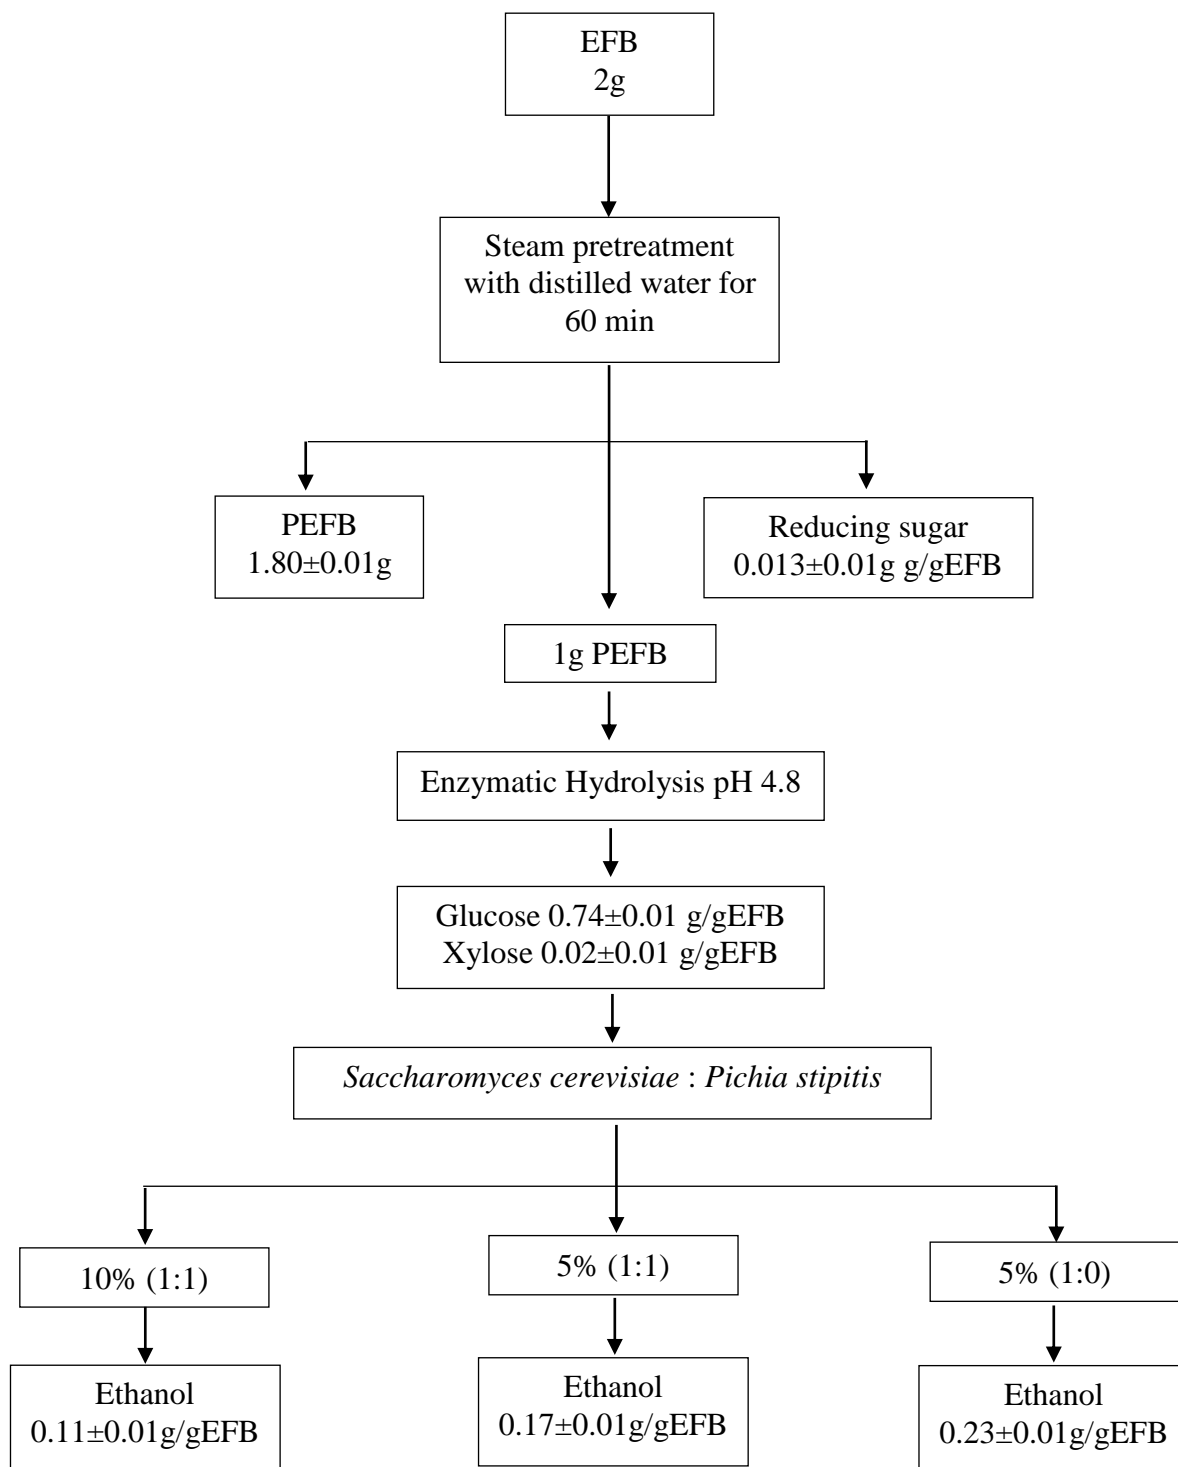 EFB
2g
Steam pretreatment
with distilled water for
60 min
PEFB
1.80±0.01g
Reducing sugar
0.013±0.01g g/gEFB
1g PEFB
Enzymatic Hydrolysis pH 4.8
Glucose 0.74±0.01 g/gEFB
Xylose 0.02±0.01 g/gEFB
Saccharomyces cerevisiae : Pichia stipitis
10% (1:1)
5% (1:1)
5% (1:0)
Ethanol
0.11±0.01g/gEFB
Ethanol
0.17±0.01g/gEFB
Ethanol
0.23±0.01g/gEFB